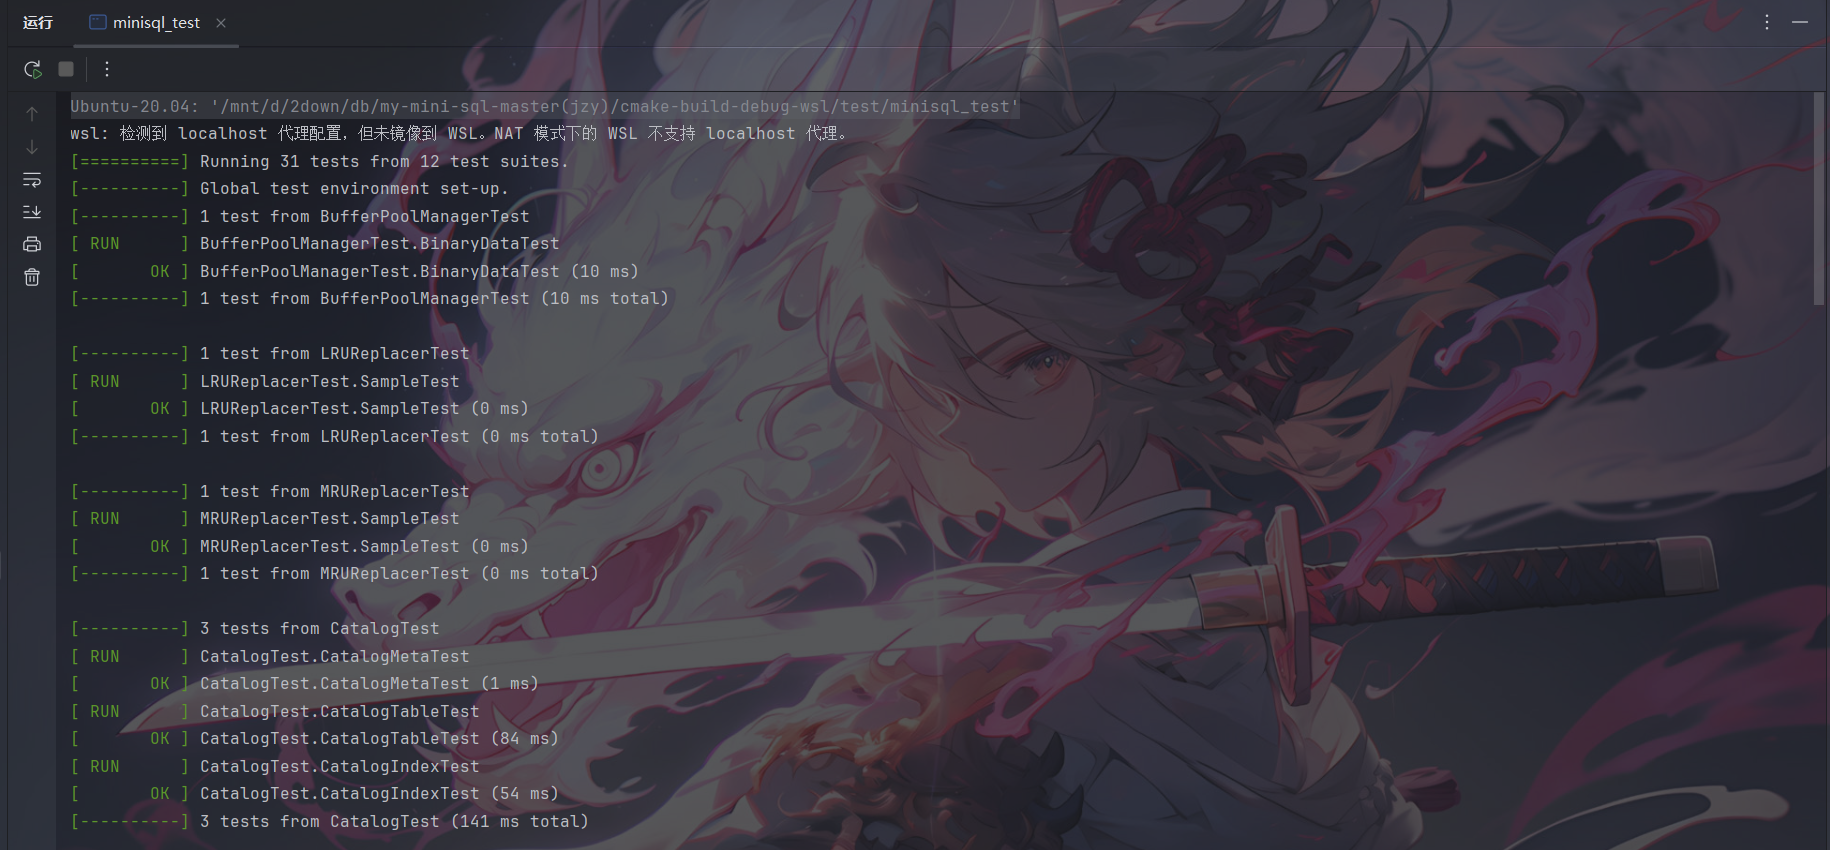 运行 minisql_test
Ubuntu-20.04: '/mnt/d/2down/db/my-mini-sql-master(jzy)/cmake-build-debug-wsl/test/minisql_test'
wsl: 检测到 localhost 代理配置，但未镜像到 WSL。NAT 模式下的 WSL 不支持 localhost 代理。
[==========] Running 31 tests from 12 test suites.
[----------] Global test environment set-up.
[----------] 1 test from BufferPoolManagerTest
[ RUN      ] BufferPoolManagerTest.BinaryDataTest
[       OK ] BufferPoolManagerTest.BinaryDataTest (10 ms)
[----------] 1 test from BufferPoolManagerTest (10 ms total)
[----------] 1 test from LRUReplacerTest
[ RUN      ] LRUReplacerTest.SampleTest
[       OK ] LRUReplacerTest.SampleTest (0 ms)
[----------] 1 test from LRUReplacerTest (0 ms total)
[----------] 1 test from MRUReplacerTest
[ RUN      ] MRUReplacerTest.SampleTest
[       OK ] MRUReplacerTest.SampleTest (0 ms)
[----------] 1 test from MRUReplacerTest (0 ms total)
[----------] 3 tests from CatalogTest
[ RUN      ] CatalogTest.CatalogMetaTest
[       OK ] CatalogTest.CatalogMetaTest (1 ms)
[ RUN      ] CatalogTest.CatalogTableTest
[       OK ] CatalogTest.CatalogTableTest (84 ms)
[ RUN      ] CatalogTest.CatalogIndexTest
[       OK ] CatalogTest.CatalogIndexTest (54 ms)
[----------] 3 tests from CatalogTest (141 ms total)